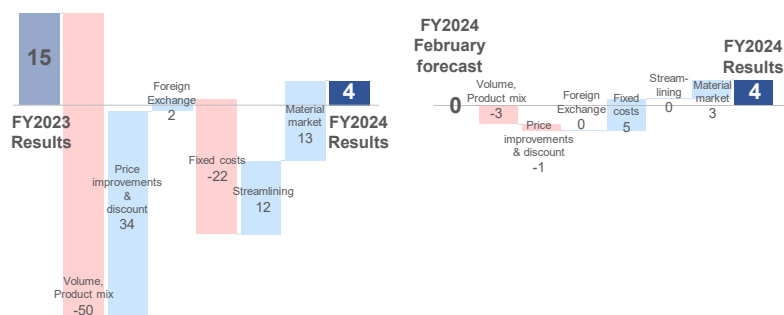 15
FY2023
Results
Volume,
Product mix
-50
Price
improvements
&
discount
34
Foreign
Exchange
2
Fixed costs
-22
Streamlining
12
Material
market
13
4
FY2024
Results
FY2024
February
forecast
0
Volume,
Product mix
-3
Price
improvements
& discount
-1
Foreign
Exchange
0
Fixed
costs
5
Stream-
lining
0
Material
market
3
FY2024
Results
4